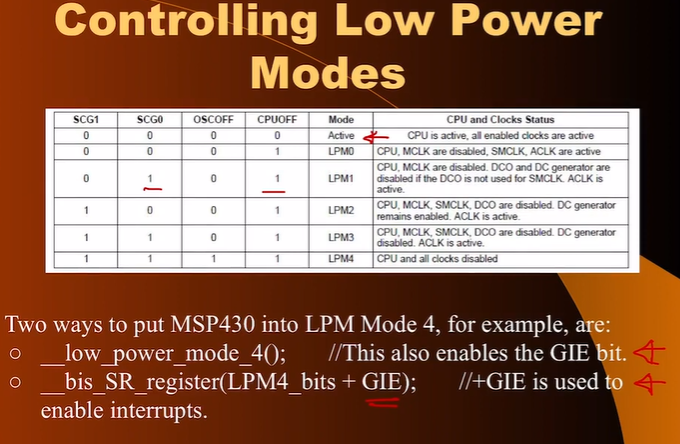 Controlling Low Power
Modes
SCG1 SCG0 OSCOFF CPUOFF Mode CPU and Clocks Status
0 0 0 0 Active CPU is active, all enabled clocks are active
0 0 0 1 LPM0 CPU, MCLK are disabled, SMCLK, ACLK are active
0 1 0 1 LPM1 CPU, MCLK are disabled. DCO and DC generator are
disabled if the DCO is not used for SMCLK. ACLK is
active.
1 0 0 1 LPM2 CPU, MCLK, SMCLK, DCO are disabled. DC generator
remains enabled. ACLK is active.
1 1 0 1 LPM3 CPU, MCLK, SMCLK, DCO are disabled. DC generator
disabled. ACLK is active.
1 1 1 1 LPM4 CPU and all clocks disabled
Two ways to put MSP430 into LPM Mode 4, for example, are:
○ __low_power_mode_4(); //This also enables the GIE bit.
○ __bis_SR_register(LPM4_bits + GIE); //+GIE is used to
enable interrupts.